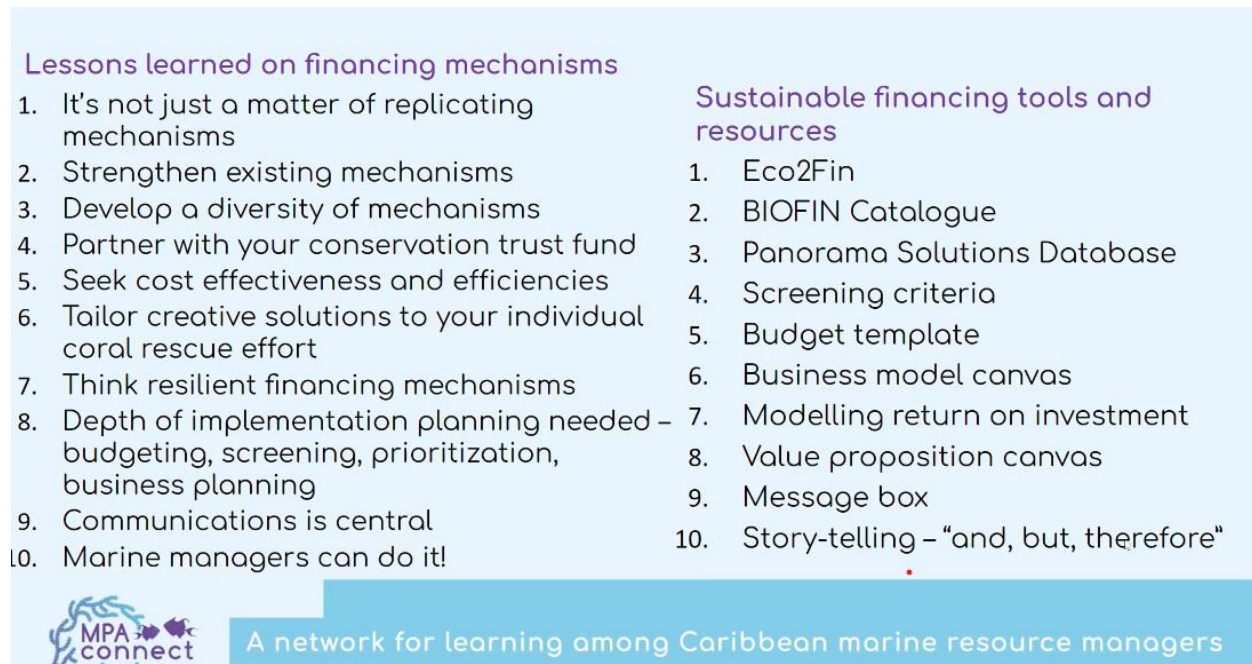 Lessons learned on financing mechanisms
1. It's not just a matter of replicating
mechanisms
2. Strengthen existing mechanisms
3. Develop a diversity of mechanisms
4. Partner with your conservation trust fund
5. Seek cost effectiveness and efficiencies
6. Tailor creative solutions to your individual
coral rescue effort
7. Think resilient financing mechanisms
8. Depth of implementation planning needed –
budgeting, screening, prioritization,
business planning
9. Communications is central
10. Marine managers can do it!
Sustainable financing tools and
resources
1. Eco2Fin
2. BIOFIN Catalogue
3. Panorama Solutions Database
4. Screening criteria
5. Budget template
6. Business model canvas
7. Modelling return on investment
8. Value proposition canvas
9. Message box
10. Story-telling – "and, but, therefore"
MPA
connect
A network for learning among Caribbean marine resource managers